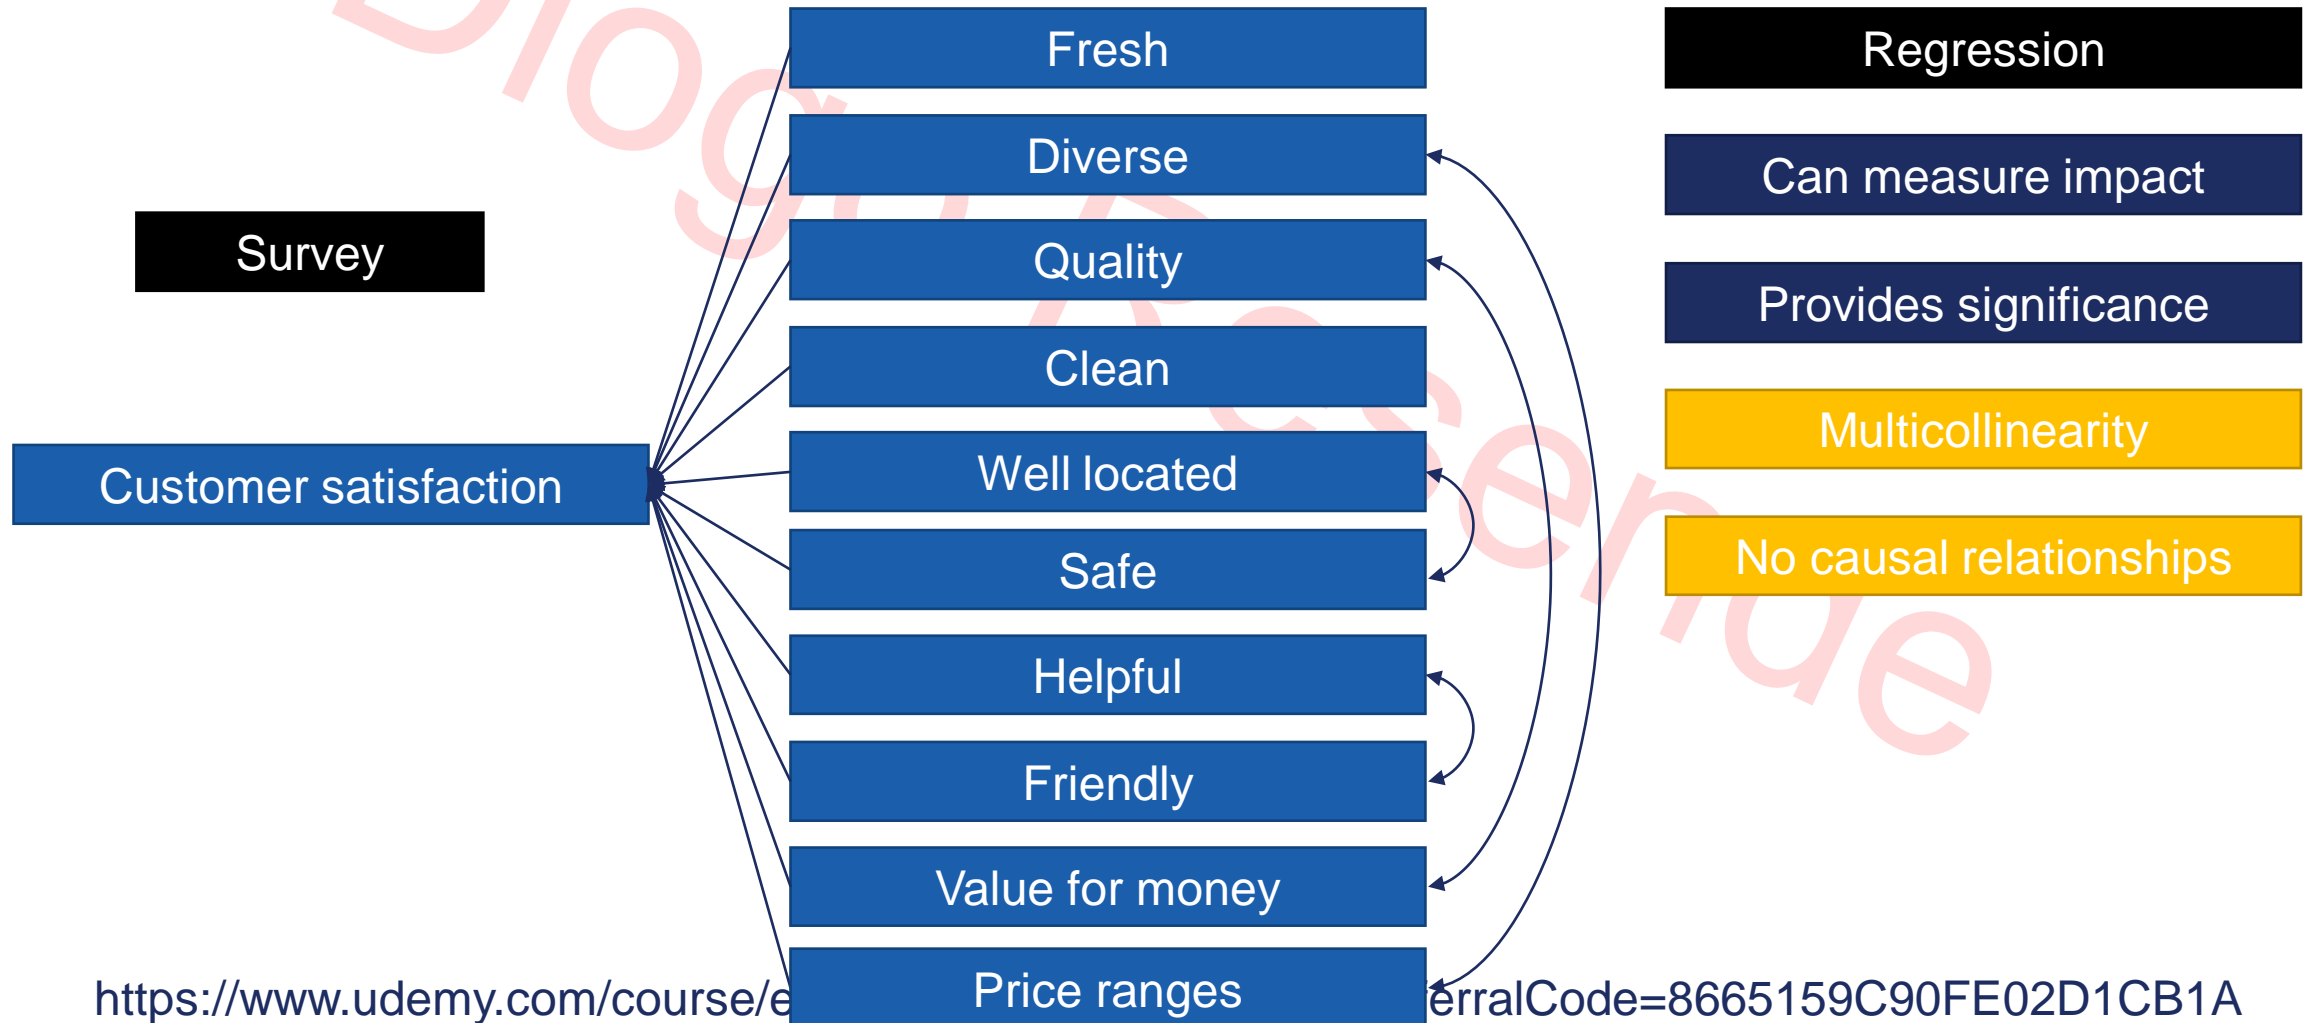 Survey
Customer satisfaction
Fresh
Diverse
Quality
Clean
Well located
Safe
Helpful
Friendly
Value for money
Price ranges
Regression
Can measure impact
Provides significance
Multicollinearity
No causal relationships
https://www.udemy.com/course/e
erralCode=8665159C90FE02D1CB1A
Resende